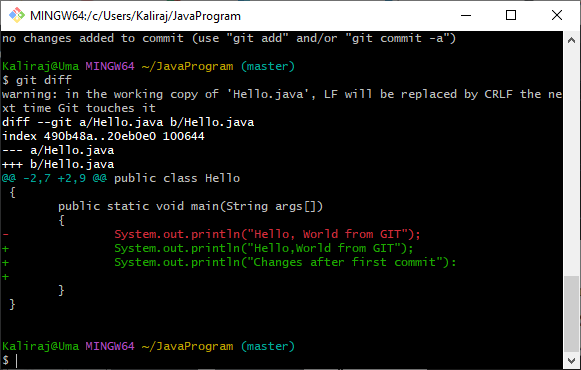 MINGW64:/c/Users/Kaliraj/JavaProgram
no changes added to commit (use "git add" and/or "git commit -a")
Kaliraj@Uma MINGW64 ~/JavaProgram (master)
$ git diff
warning: in the working copy of 'Hello.java', LF will be replaced by CRLF the ne
xt time Git touches it
diff --git a/Hello.java b/Hello.java
index 490b48a..20eb0e0 100644
--- a/Hello.java
+++ b/Hello.java
@@ -2,7 +2,9 @@ public class Hello
 {
        public static void main(String args[])
        {
-               System.out.println("Hello, World from GIT");
+               System.out.println("Hello,World from GIT");
+               System.out.println("Changes after first commit"):
+
        }
 }
Kaliraj@Uma MINGW64 ~/JavaProgram (master)
$